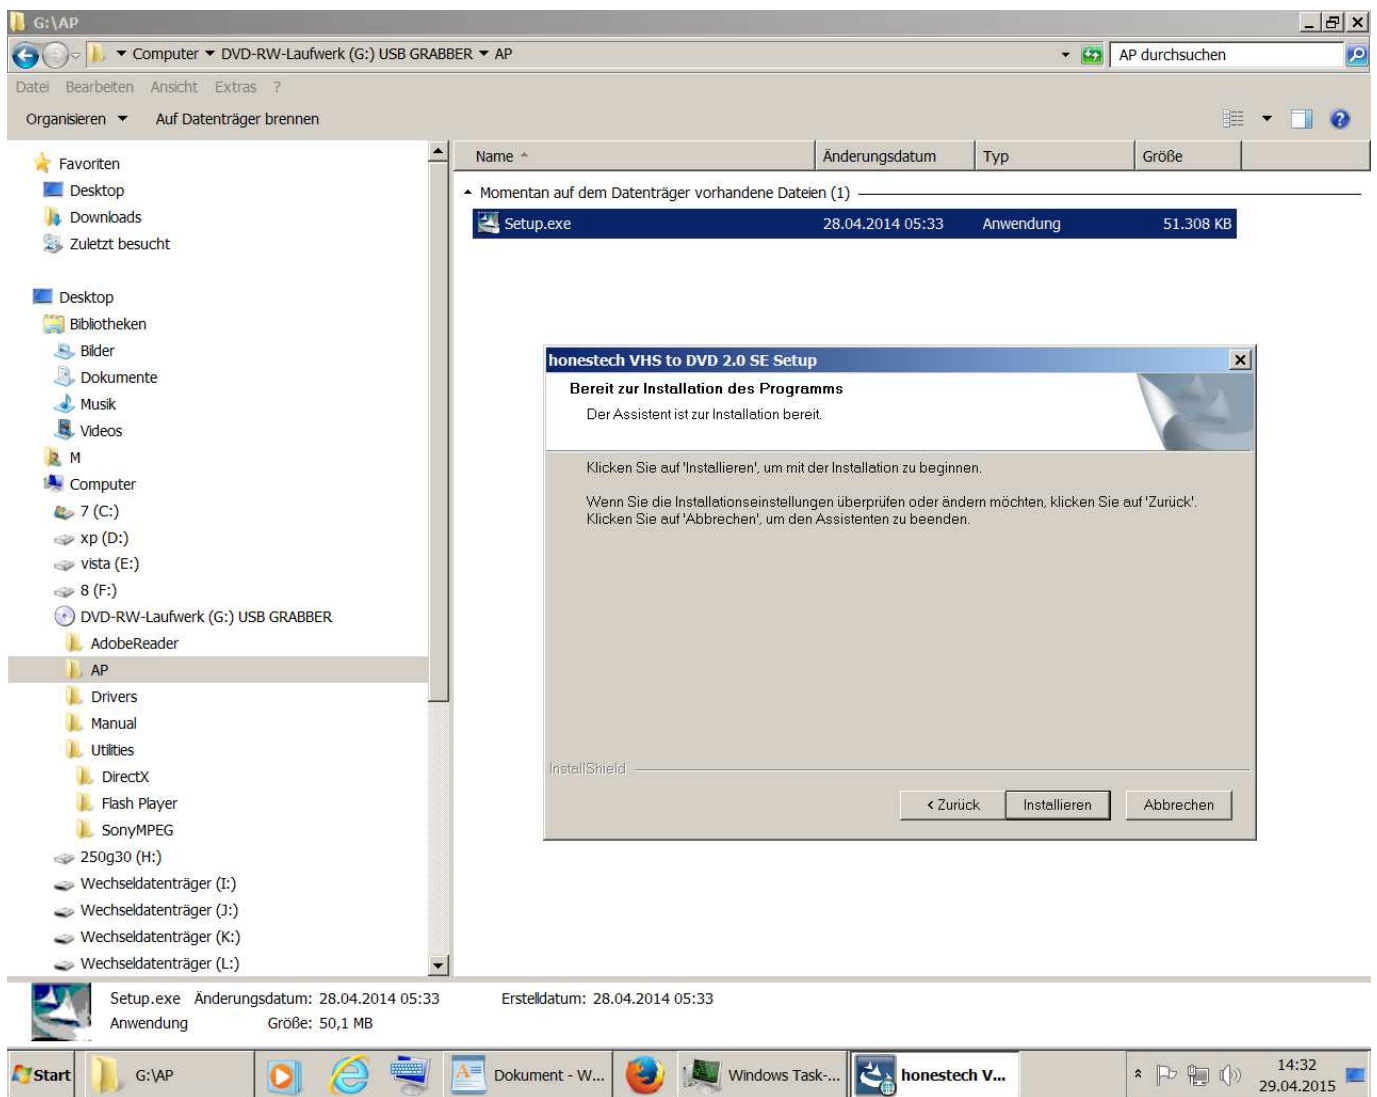 G:\AP
Computer DVD-RW-Laufwerk (G:) USB GRABBER AP
AP durchsuchen
Datei Bearbeiten Ansicht Extras ?
Organisieren Auf Datenträger brennen
Favoriten
Desktop
Downloads
Zuletzt besucht
Desktop
Bibliotheken
Bilder
Dokumente
Musik
Videos
M
Computer
7 (C:)
xp (D:)
vista (E:)
8 (F:)
DVD-RW-Laufwerk (G:) USB GRABBER
AdobeReader
AP
Drivers
Manual
Utilities
DirectX
Flash Player
SonyMPEG
250g30 (H:)
Wechseldatenträger (I:)
Wechseldatenträger (J:)
Wechseldatenträger (K:)
Wechseldatenträger (L:)
Name Änderungsdatum Typ Größe
Momentan auf dem Datenträger vorhandene Dateien (1)
Setup.exe 28.04.2014 05:33 Anwendung 51.308 KB
honestech VHS to DVD 2.0 SE Setup
Bereit zur Installation des Programms
Der Assistent ist zur Installation bereit.
Klicken Sie auf 'Installieren', um mit der Installation zu beginnen.
Wenn Sie die Installationseinstellungen überprüfen oder ändern möchten, klicken Sie auf 'Zurück'.
Klicken Sie auf 'Abbrechen', um den Assistenten zu beenden.
InstallShield
< Zurück Installieren Abbrechen
Setup.exe Änderungsdatum: 28.04.2014 05:33 Erstelldatum: 28.04.2014 05:33
Anwendung Größe: 50,1 MB
Start G:\AP Dokument - W... Windows Task-... honestech V... 14:32
29.04.2015